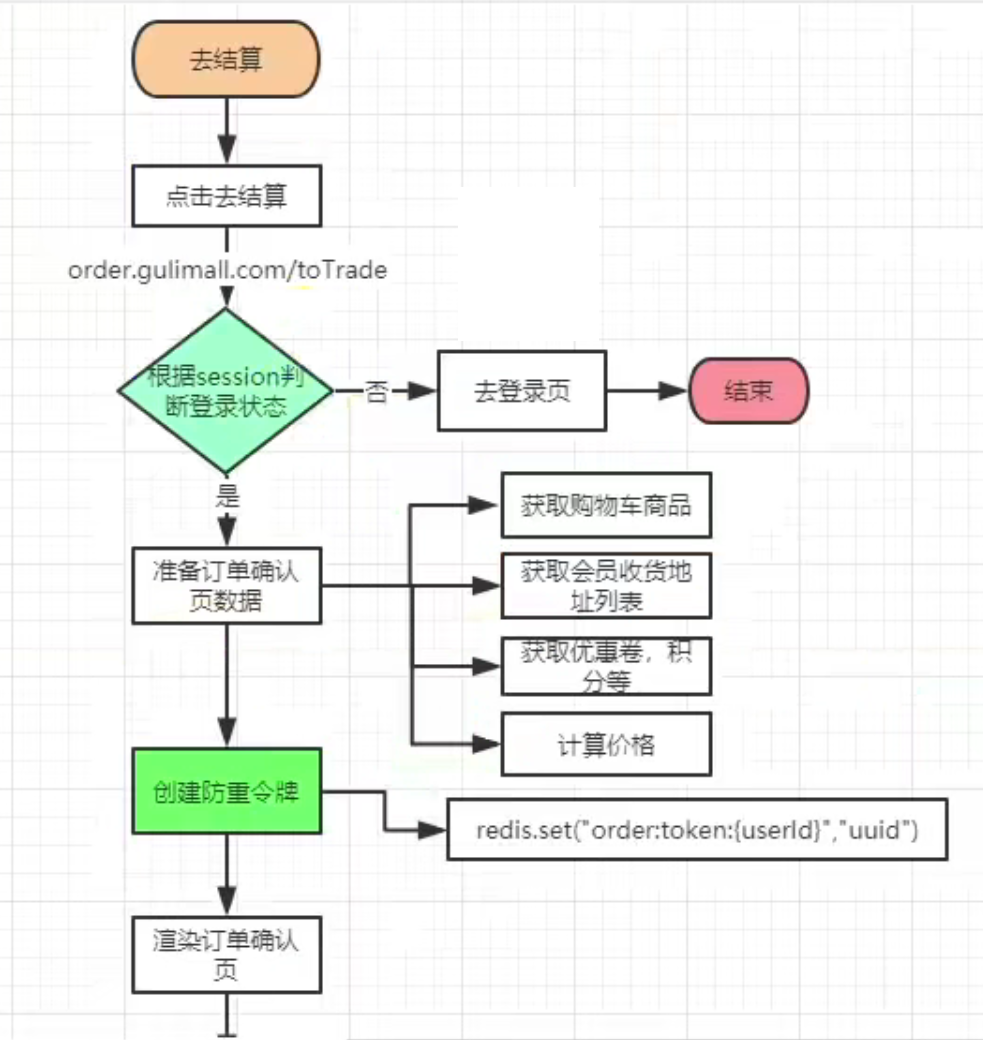 去结算
点击去结算
order.gulimall.com/toTrade
根据session判
断登录状态
否
去登录页
结束
是
准备订单确认
页数据
获取购物车商品
获取会员收货地
址列表
获取优惠卷，积
分等
计算价格
创建防重令牌
redis.set("order:token:{userId}","uuid")
渲染订单确认
页